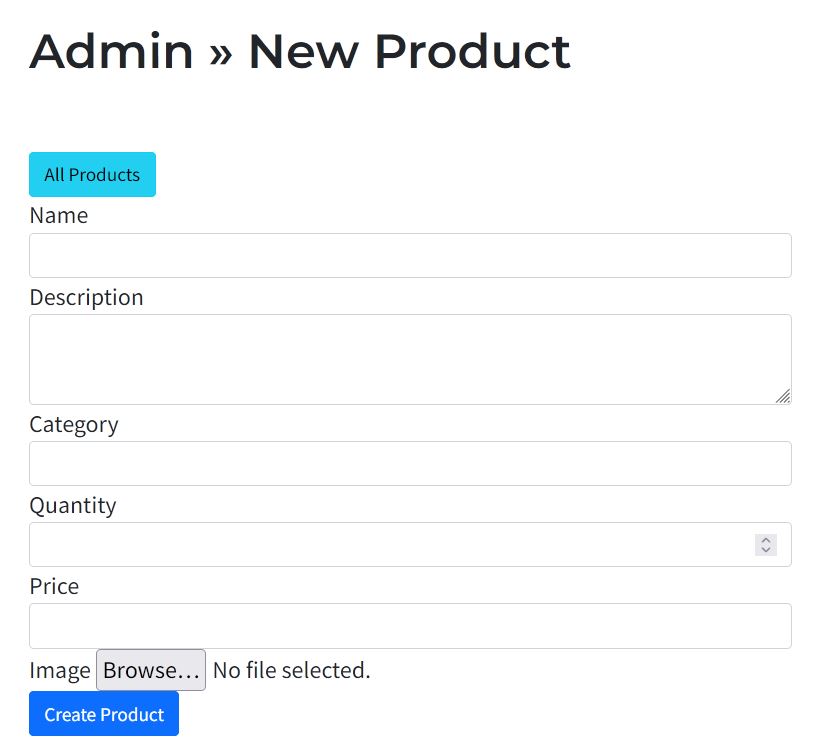 Admin » New Product
All Products
Name
Description
Category
Quantity
Price
Image Browse... No file selected.
Create Product